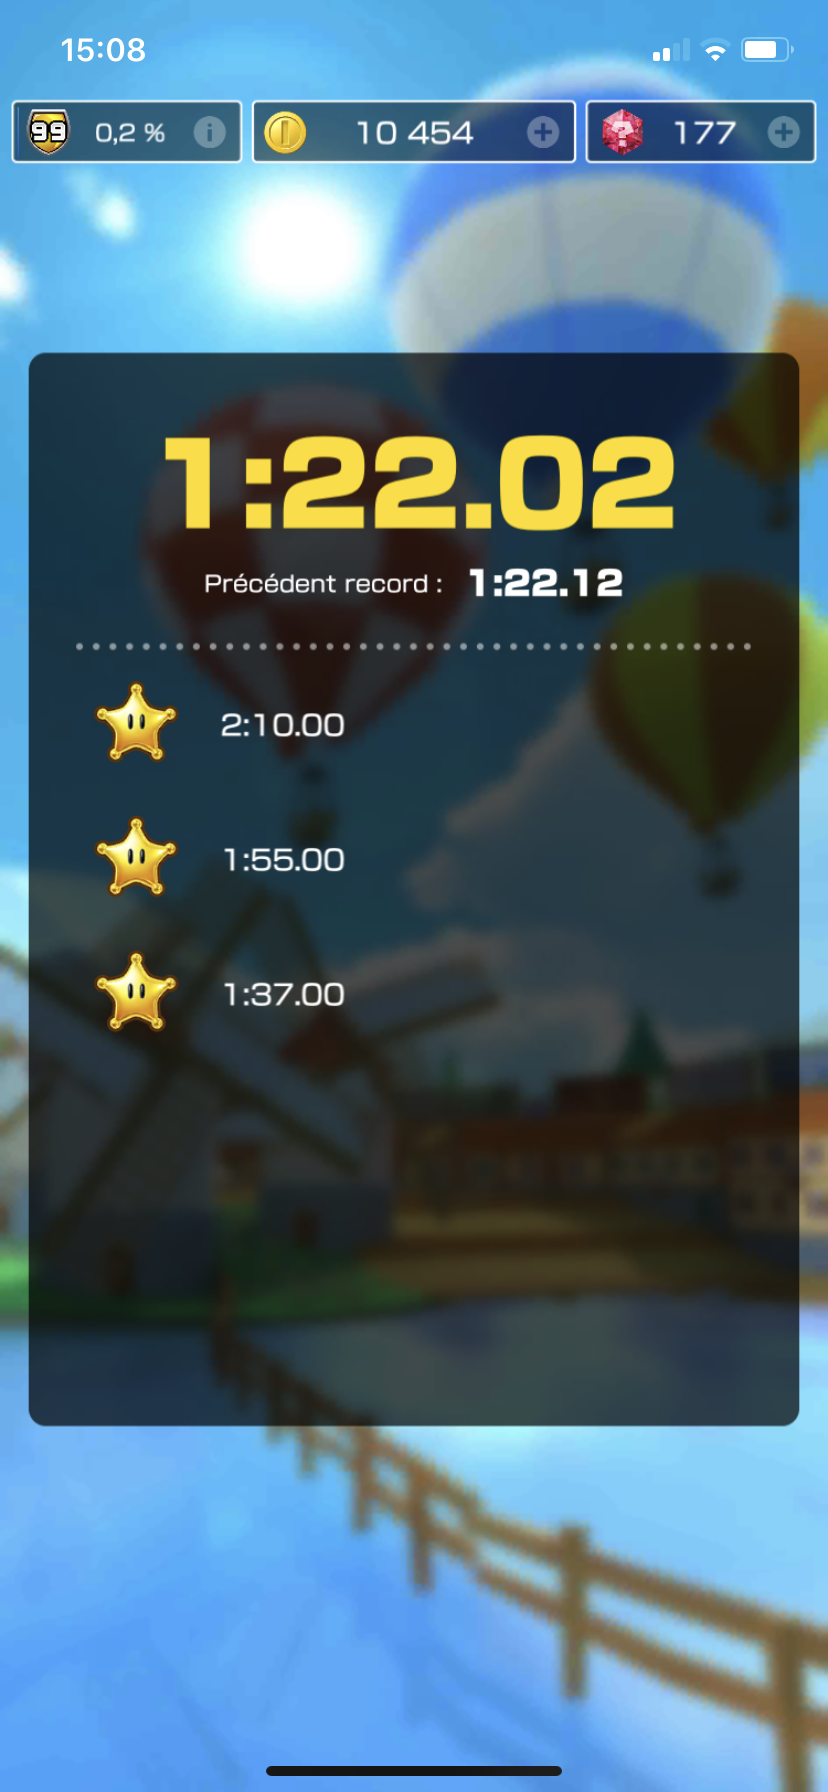 15:08
99 0,2 % i 10 454 + ? 177 +
1:22.02
Précédent record : 1:22.12
2:10.00
1:55.00
1:37.00